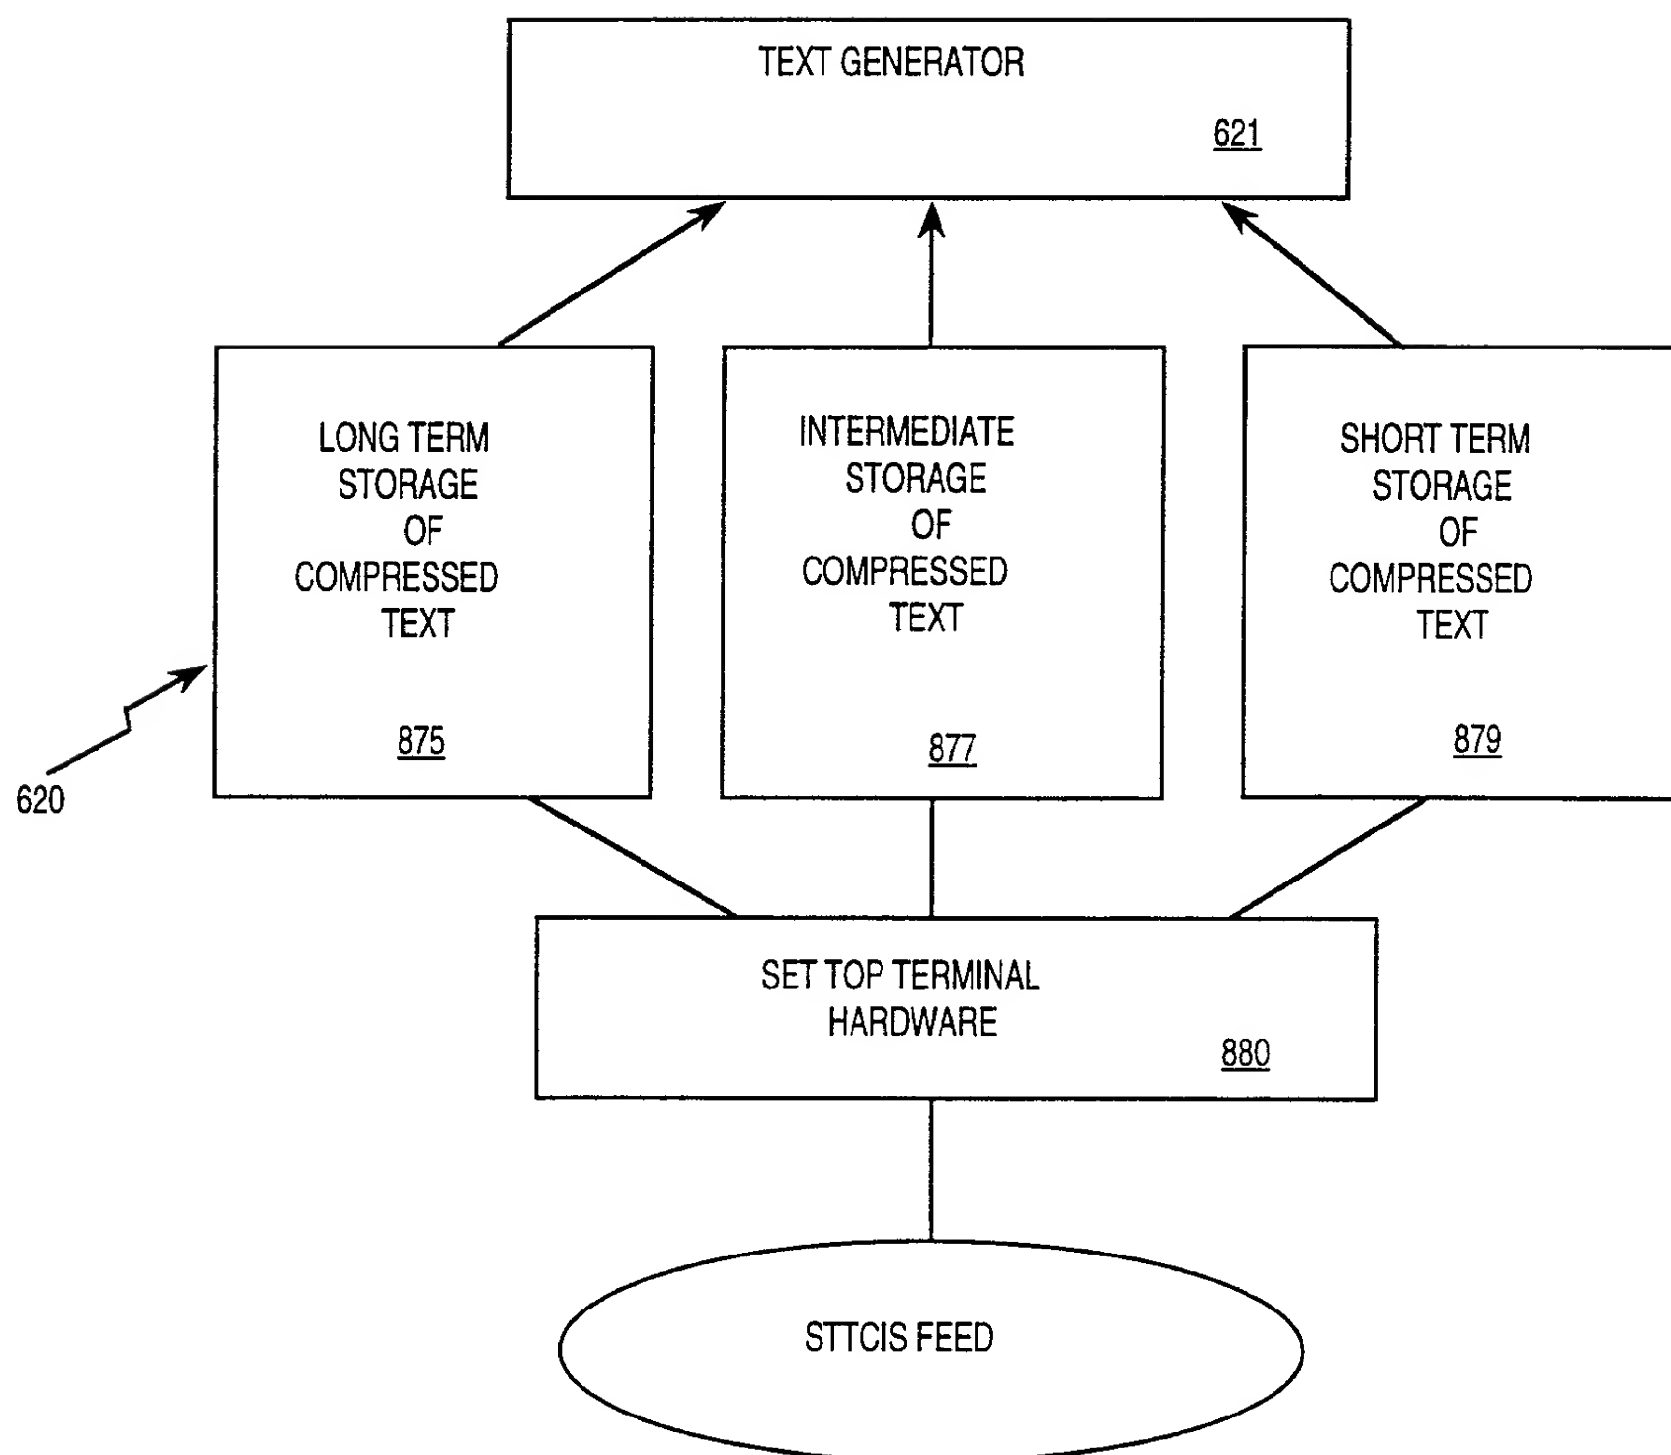 TEXT GENERATOR
621
LONG TERM
STORAGE
OF
COMPRESSED
TEXT
875
INTERMEDIATE
STORAGE
OF
COMPRESSED
TEXT
877
SHORT TERM
STORAGE
OF
COMPRESSED
TEXT
879
620
SET TOP TERMINAL
HARDWARE
880
STTCIS FEED